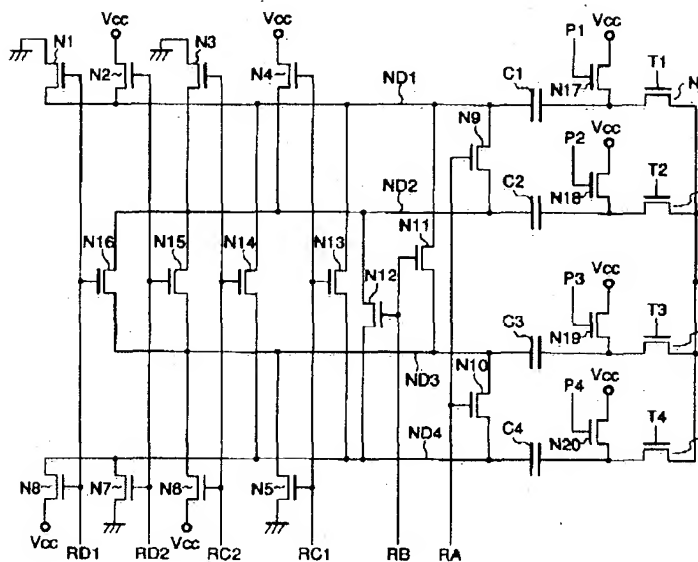 Vcc Vcc P1 Vcc
N1 N3 T1
N2~ N4~ ND1 C1 N17 N
N9 Vcc
P2
ND2 C2 N18 T2
N16 N15 N14 N13 N11
N12 P3 Vcc
C3 N19 T3
ND3 N10 Vcc
ND4 C4 P4 T4
N8~ N7~ N6~ N5~ N20
Vcc RD1 RD2 Vcc RC2 RC1 RB RA